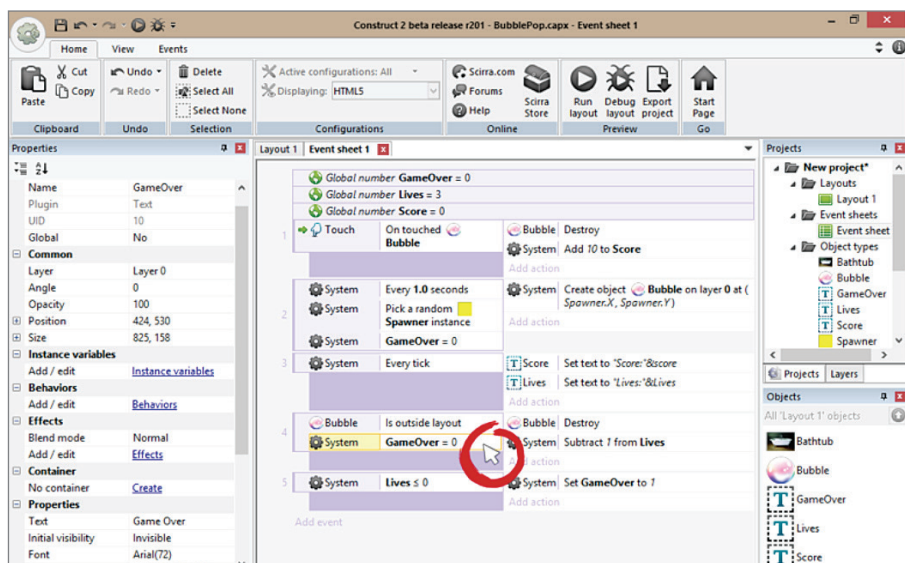 Construct 2 beta release r201 - BubblePop.capx - Event sheet 1
Home View Events
Paste
Cut
Copy
Clipboard
Undo
Redo
Undo
Delete
Select All
Select None
Selection
Active configurations: All
Displaying: HTML5
Configurations
Scirra.com
Forums
Help
Scirra Store
Online
Run layout
Debug layout
Export project
Preview
Start Page
Go
Properties
Name GameOver
Plugin Text
UID 10
Global No
Common
Layer Layer 0
Angle 0
Opacity 100
Position 424, 530
Size 825, 158
Instance variables
Add / edit Instance variables
Behaviors
Add / edit Behaviors
Effects
Blend mode Normal
Add / edit Effects
Container
No container Create
Properties
Text Game Over
Initial visibility Invisible
Font Arial(72)
Layout 1 Event sheet 1
Global number GameOver = 0
Global number Lives = 3
Global number Score = 0
1 Touch On touched Bubble
Bubble Destroy
System Add 10 to Score
Add action
2 System Every 1.0 seconds
System Pick a random Spawner instance
System GameOver = 0
System Create object Bubble on layer 0 at (Spawner.X, Spawner.Y)
Add action
3 System Every tick
Score Set text to "Score:"&score
Lives Set text to "Lives:"&Lives
Add action
4 Bubble Is outside layout
System GameOver = 0
Bubble Destroy
System Subtract 1 from Lives
Add action
5 System Lives ≤ 0
System Set GameOver to 1
Add action
Add event
Projects
New project*
Layouts
Layout 1
Event sheets
Event sheet
Object types
Bathtub
Bubble
GameOver
Lives
Score
Spawner
Projects Layers
Objects
All 'Layout 1' objects
Bathtub
Bubble
GameOver
Lives
Score